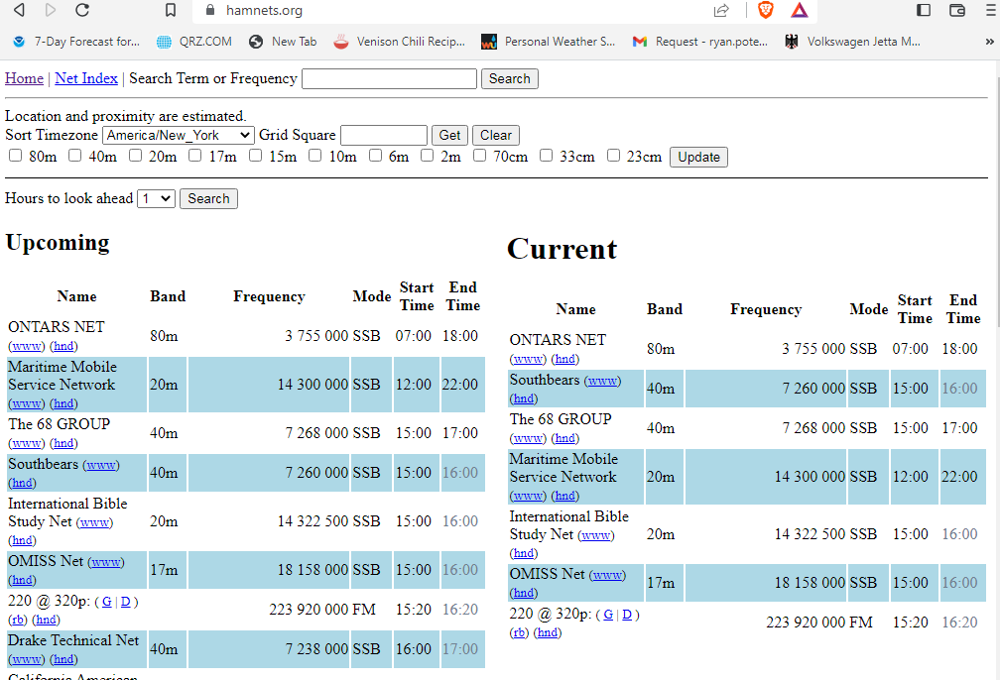 hamnets.org
7-Day Forecast for... QRZ.COM New Tab Venison Chili Recip... Personal Weather S... Request - ryan.pote... Volkswagen Jetta M... »
Home | Net Index | Search Term or Frequency Search
Location and proximity are estimated.
Sort Timezone America/New_York Grid Square Get Clear
80m 40m 20m 17m 15m 10m 6m 2m 70cm 33cm 23cm Update
Hours to look ahead 1 Search
Upcoming
Name Band Frequency Mode Start Time End Time
ONTARS NET (www) (hnd) 80m 3 755 000 SSB 07:00 18:00
Maritime Mobile Service Network (www) (hnd) 20m 14 300 000 SSB 12:00 22:00
The 68 GROUP (www) (hnd) 40m 7 268 000 SSB 15:00 17:00
Southbears (www) (hnd) 40m 7 260 000 SSB 15:00 16:00
International Bible Study Net (www) (hnd) 20m 14 322 500 SSB 15:00 16:00
OMISS Net (www) (hnd) 17m 18 158 000 SSB 15:00 16:00
220 @ 320p: ( G | D ) (rb) (hnd) 223 920 000 FM 15:20 16:20
Drake Technical Net (www) (hnd) 40m 7 238 000 SSB 16:00 17:00
California American
Current
Name Band Frequency Mode Start Time End Time
ONTARS NET (www) (hnd) 80m 3 755 000 SSB 07:00 18:00
Southbears (www) (hnd) 40m 7 260 000 SSB 15:00 16:00
The 68 GROUP (www) (hnd) 40m 7 268 000 SSB 15:00 17:00
Maritime Mobile Service Network (www) (hnd) 20m 14 300 000 SSB 12:00 22:00
International Bible Study Net (www) (hnd) 20m 14 322 500 SSB 15:00 16:00
OMISS Net (www) (hnd) 17m 18 158 000 SSB 15:00 16:00
220 @ 320p: ( G | D ) (rb) (hnd) 223 920 000 FM 15:20 16:20